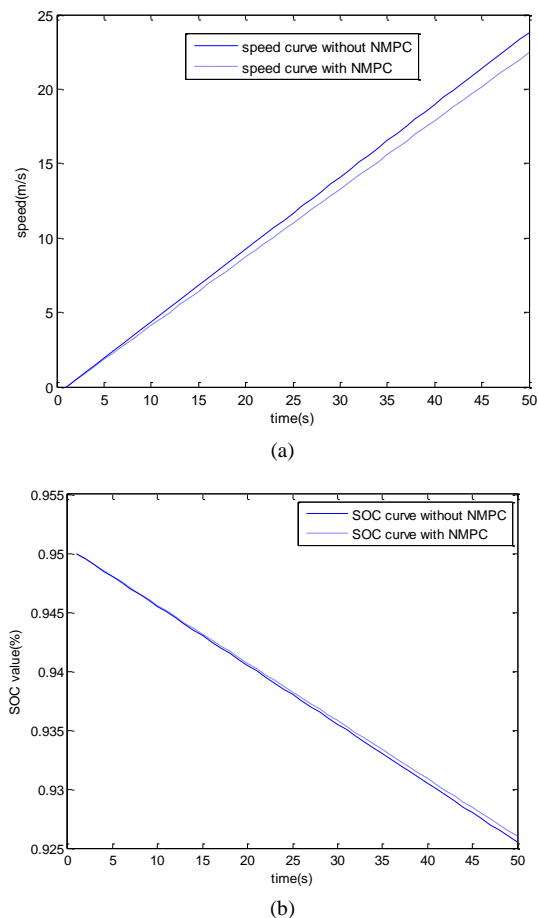 25
20
15
10
5
0
speed(m/s)
speed curve without NMPC
speed curve with NMPC
0 5 10 15 20 25 30 35 40 45 50
time(s)
(a)
0.955
0.95
0.945
0.94
0.935
0.93
0.925
SOC value(%)
SOC curve without NMPC
SOC curve with NMPC
0 5 10 15 20 25 30 35 40 45 50
time(s)
(b)